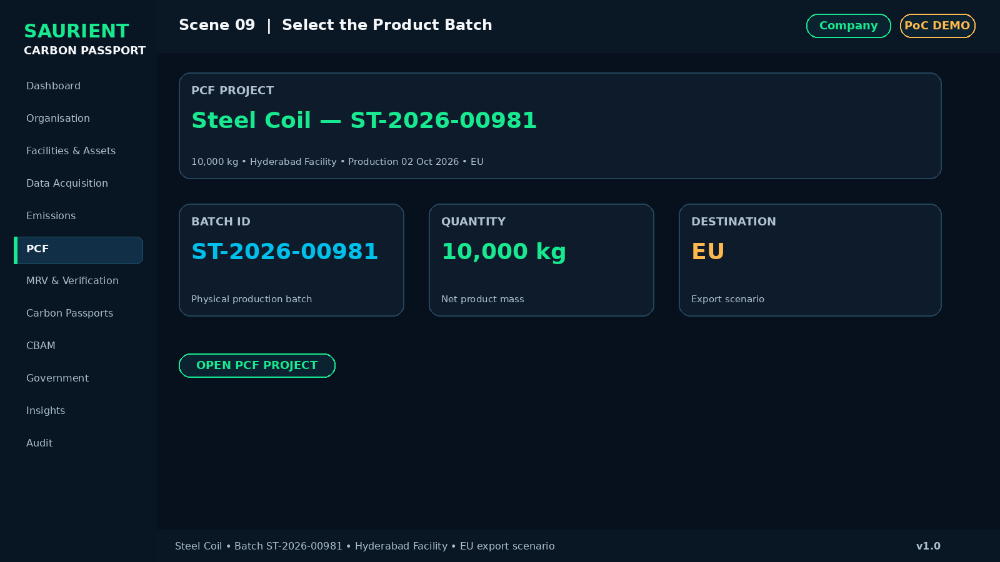 SAURIENT
CARBON PASSPORT
Dashboard
Organisation
Facilities & Assets
Data Acquisition
Emissions
PCF
MRV & Verification
Carbon Passports
CBAM
Government
Insights
Audit
Scene 09 | Select the Product Batch
Company
PoC DEMO
PCF PROJECT
Steel Coil — ST-2026-00981
10,000 kg • Hyderabad Facility • Production 02 Oct 2026 • EU
BATCH ID
ST-2026-00981
Physical production batch
QUANTITY
10,000 kg
Net product mass
DESTINATION
EU
Export scenario
OPEN PCF PROJECT
Steel Coil • Batch ST-2026-00981 • Hyderabad Facility • EU export scenario
v1.0